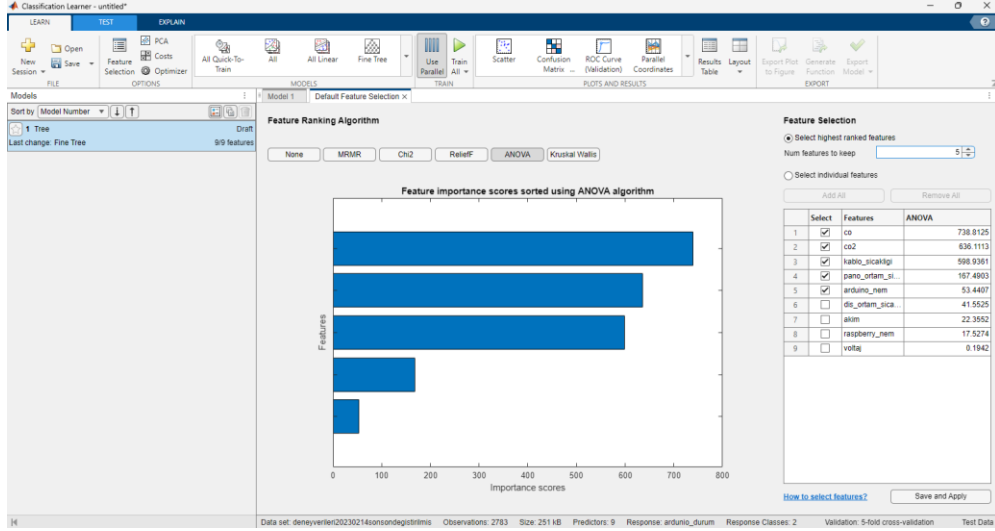 Classification Learner - untitled*
LEARN TEST EXPLAIN
New Session Open Save
Feature Selection PCA Costs Optimizer
All Quick-To-Train All All Linear Fine Tree
Use Parallel Train All
Scatter Confusion Matrix ... ROC Curve (Validation) Parallel Coordinates
Results Table Layout
Export Plot to Figure Generate Function Export Model
FILE OPTIONS MODELS TRAIN PLOTS AND RESULTS EXPORT
Models
Model 1 Default Feature Selection ×
Sort by Model Number
1 Tree Draft
Last change: Fine Tree 9/9 features
Feature Ranking Algorithm
None MRMR Chi2 ReliefF ANOVA Kruskal Wallis
Feature importance scores sorted using ANOVA algorithm
Features
0 100 200 300 400 500 600 700 800
Importance scores
Feature Selection
Select highest ranked features
Num features to keep 5
Select individual features
Add All Remove All
Select Features ANOVA
1 co 738.8125
2 co2 636.1113
3 kablo_sicakligi 598.9361
4 pano_ortam_si... 167.4903
5 arduino_nem 53.4407
6 dis_ortam_sica... 41.5525
7 akim 22.3552
8 raspberry_nem 17.5274
9 voltaj 0.1942
How to select features? Save and Apply
Data set: deneyverileri20230214sonsondegistirilmis Observations: 2783 Size: 251 kB Predictors: 9 Response: ardunio_durum Response Classes: 2 Validation: 5-fold cross-validation Test Data